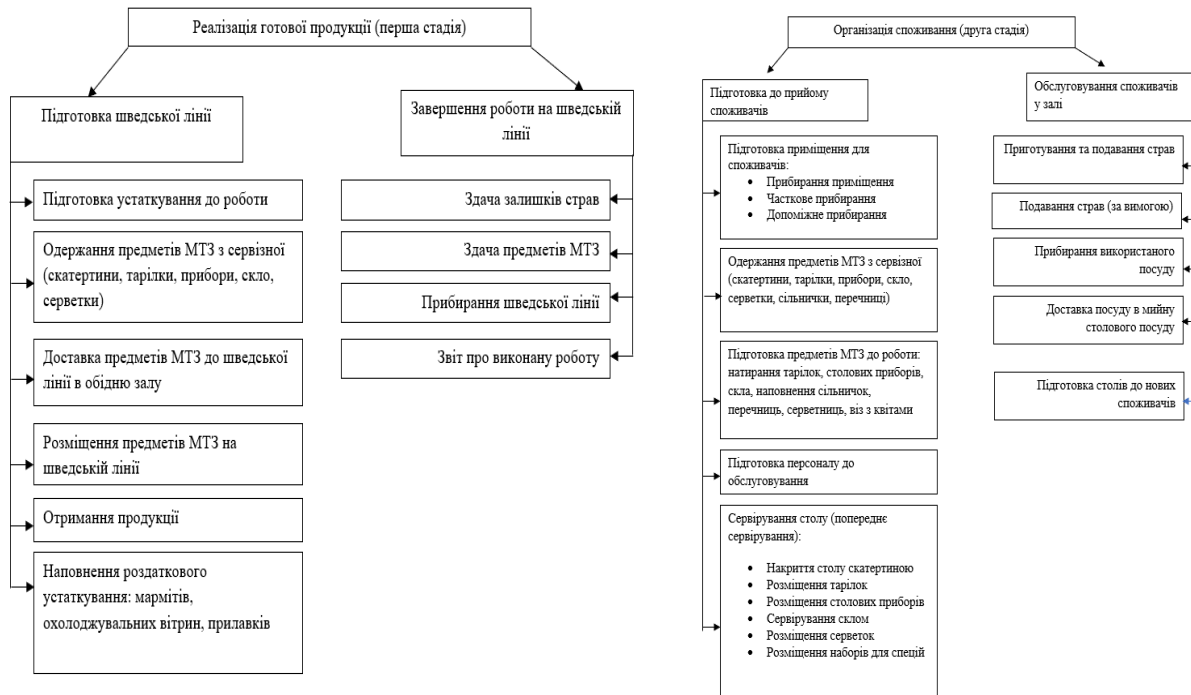 Реалізація готової продукції (перша стадія)
Підготовка шведської лінії
Підготовка устаткування до роботи
Одержання предметів МТЗ з сервізної
(скатертини, тарілки, прибори, скло,
серветки)
Доставка предметів МТЗ до шведської
лінії в обідню залу
Розміщення предметів МТЗ на
шведській лінії
Отримання продукції
Наповнення роздаткового
устаткування: мармітів,
охолоджувальних вітрин, прилавків
Завершення роботи на шведській
лінії
Здача залишків страв
Здача предметів МТЗ
Прибирання шведської лінії
Звіт про виконану роботу
Організація споживання (друга стадія)
Підготовка до прийому
споживачів
Підготовка приміщення для
споживачів:
• Прибирання приміщення
• Часткове прибирання
• Допоміжне прибирання
Одержання предметів МТЗ з сервізної
(скатертини, тарілки, прибори, скло,
серветки, сільнички, перечниці)
Підготовка предметів МТЗ до роботи:
натирання тарілок, столових приборів,
скла, наповнення сільничок,
перечниць, серветниць, віз з квітами
Підготовка персоналу до
обслуговування
Сервірування столу (попереднє
сервірування):
• Накриття столу скатертиною
• Розміщення тарілок
• Розміщення столових приборів
• Сервірування склом
• Розміщення серветок
• Розміщення наборів для спецій
Обслуговування споживачів
у залі
Приготування та подавання страв
Подавання страв (за вимогою)
Прибирання використаного
посуду
Доставка посуду в мийну
столового посуду
Підготовка столів до нових
споживачів